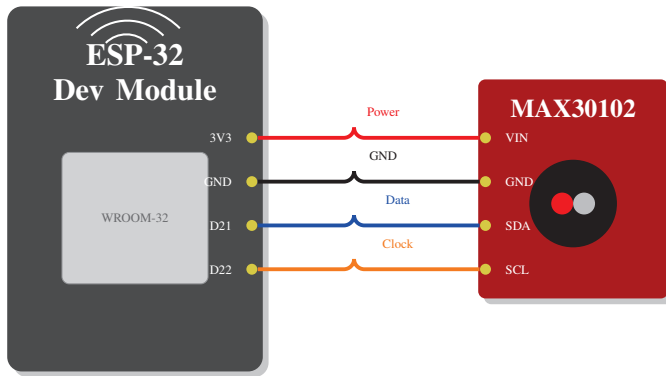 ESP-32
Dev Module
MAX30102
Power
3V3
VIN
GND
GND
GND
Data
WROOM-32
D21
SDA
Clock
D22
SCL